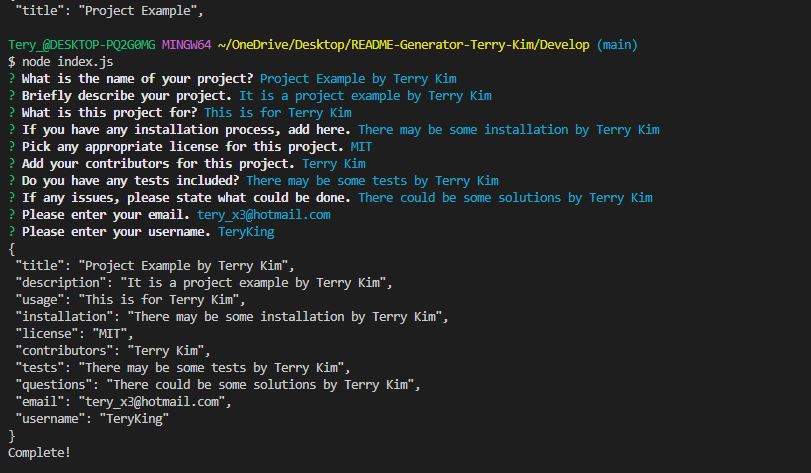 "title": "Project Example",
Tery_@DESKTOP-PQ2G0MG MINGW64 ~/OneDrive/Desktop/README-Generator-Terry-Kim/Develop (main)
$ node index.js
? What is the name of your project? Project Example by Terry Kim
? Briefly describe your project. It is a project example by Terry Kim
? What is this project for? This is for Terry Kim
? If you have any installation process, add here. There may be some installation by Terry Kim
? Pick any appropriate license for this project. MIT
? Add your contributors for this project. Terry Kim
? Do you have any tests included? There may be some tests by Terry Kim
? If any issues, please state what could be done. There could be some solutions by Terry Kim
? Please enter your email. tery_x3@hotmail.com
? Please enter your username. TeryKing
{
"title": "Project Example by Terry Kim",
"description": "It is a project example by Terry Kim",
"usage": "This is for Terry Kim",
"installation": "There may be some installation by Terry Kim",
"license": "MIT",
"contributors": "Terry Kim",
"tests": "There may be some tests by Terry Kim",
"questions": "There could be some solutions by Terry Kim",
"email": "tery_x3@hotmail.com",
"username": "TeryKing"
}
Complete!